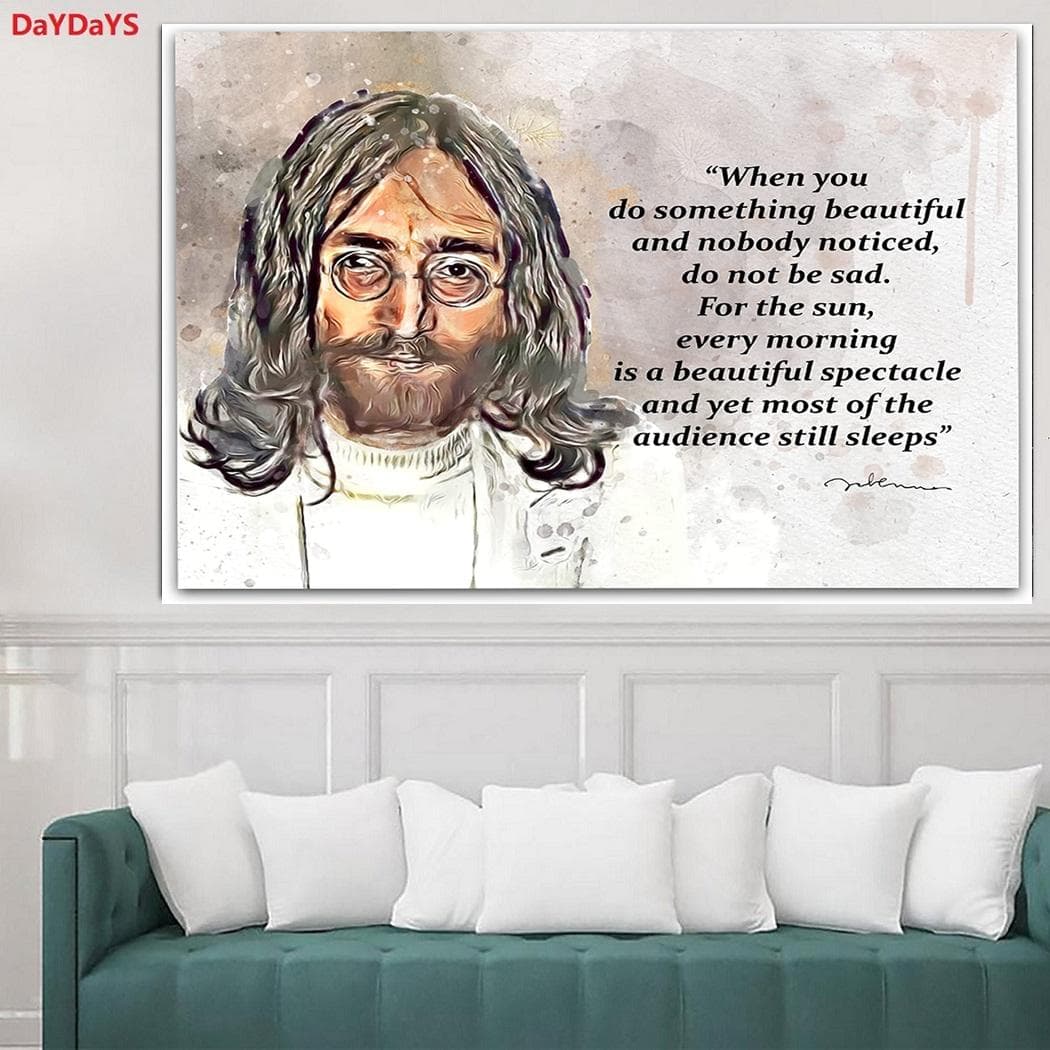 DaYDaYS
“When you
do something beautiful
and nobody noticed,
do not be sad.
For the sun,
every morning
is a beautiful spectacle
and yet most of the
audience still sleeps”